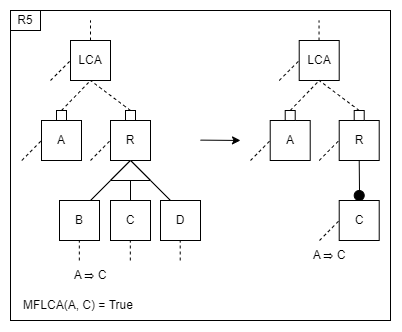 R5
LCA
LCA
A
R
A
R
B
C
D
C
A ⇒ C
A ⇒ C
MFLCA(A, C) = True